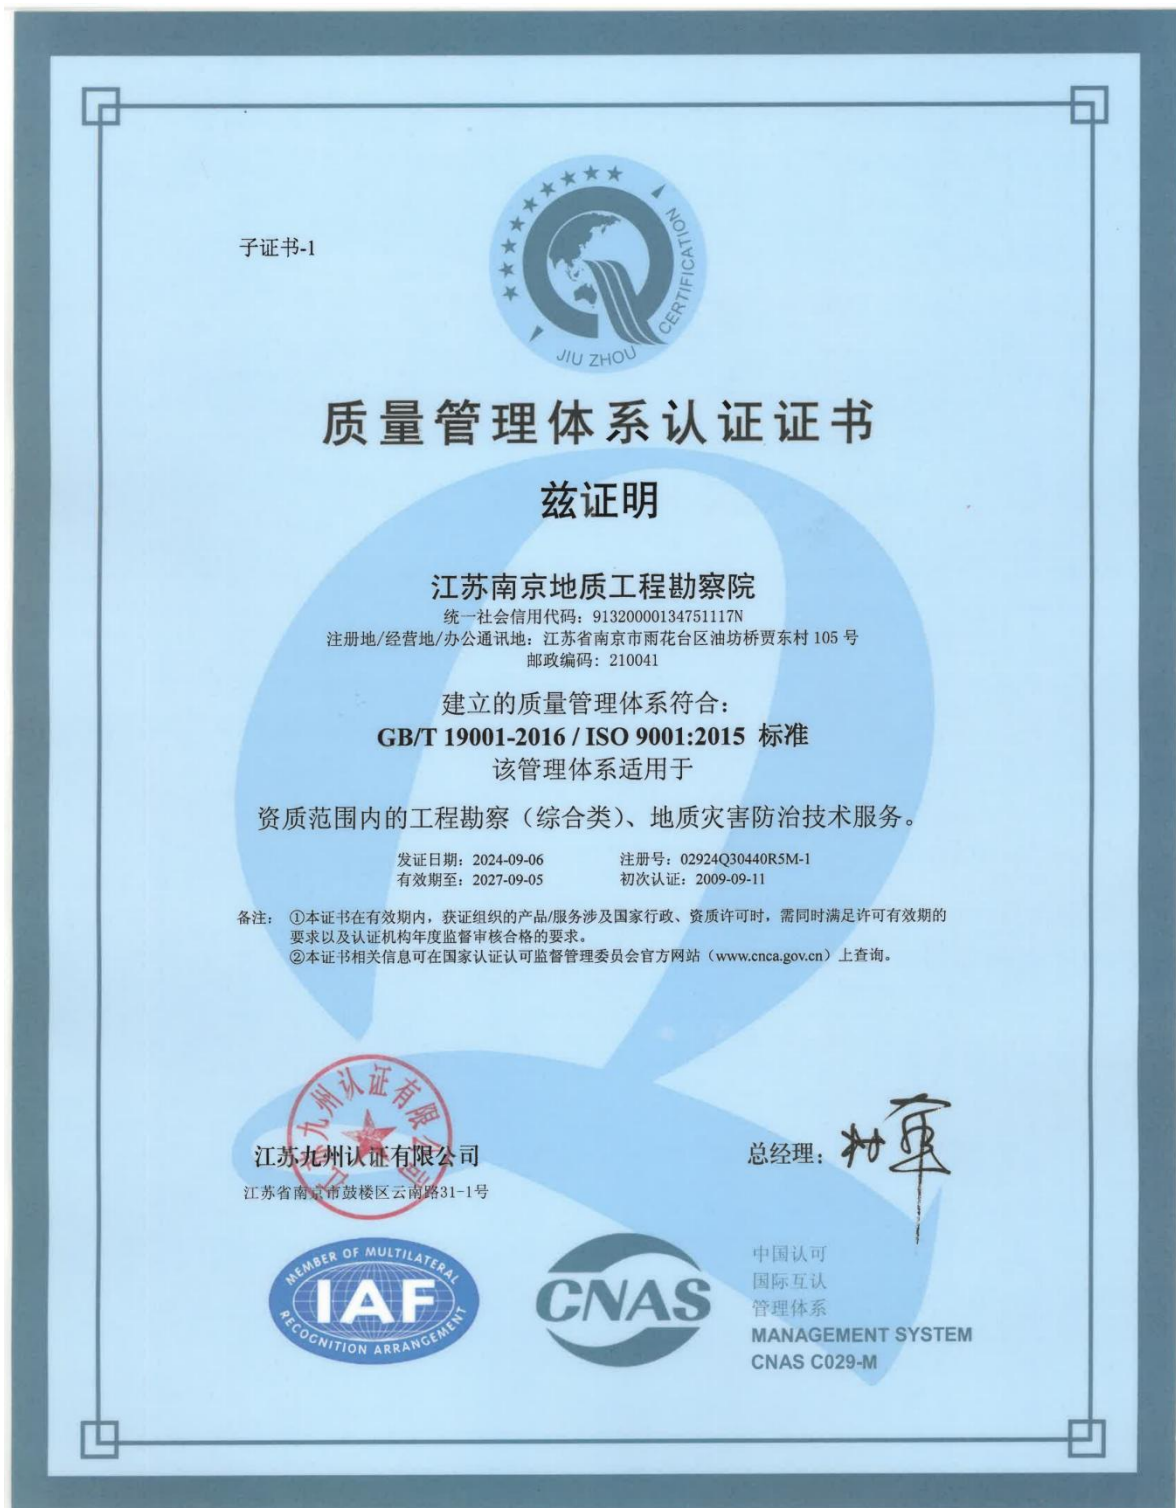 子证书-1
JIU ZHOU CERTIFICATION
质量管理体系认证证书
兹证明
江苏南京地质工程勘察院
统一社会信用代码：91320000134751117N
注册地/经营地/办公通讯地：江苏省南京市雨花台区油坊桥贾东村 105 号
邮政编码：210041
建立的质量管理体系符合：
GB/T 19001-2016 / ISO 9001:2015 标准
该管理体系适用于
资质范围内的工程勘察（综合类）、地质灾害防治技术服务。
发证日期：2024-09-06 注册号：02924Q30440R5M-1
有效期至：2027-09-05 初次认证：2009-09-11
备注： ①本证书在有效期内，获证组织的产品/服务涉及国家行政、资质许可时，需同时满足许可有效期的
要求以及认证机构年度监督审核合格的要求。
②本证书相关信息可在国家认证认可监督管理委员会官方网站（www.cnca.gov.cn）上查询。
江苏九州认证有限公司
江苏九州认证有限公司
江苏省南京市鼓楼区云南路31-1号
总经理：
MEMBER OF MULTILATERAL
IAF
RECOGNITION ARRANGEMENT
CNAS
中国认可
国际互认
管理体系
MANAGEMENT SYSTEM
CNAS C029-M